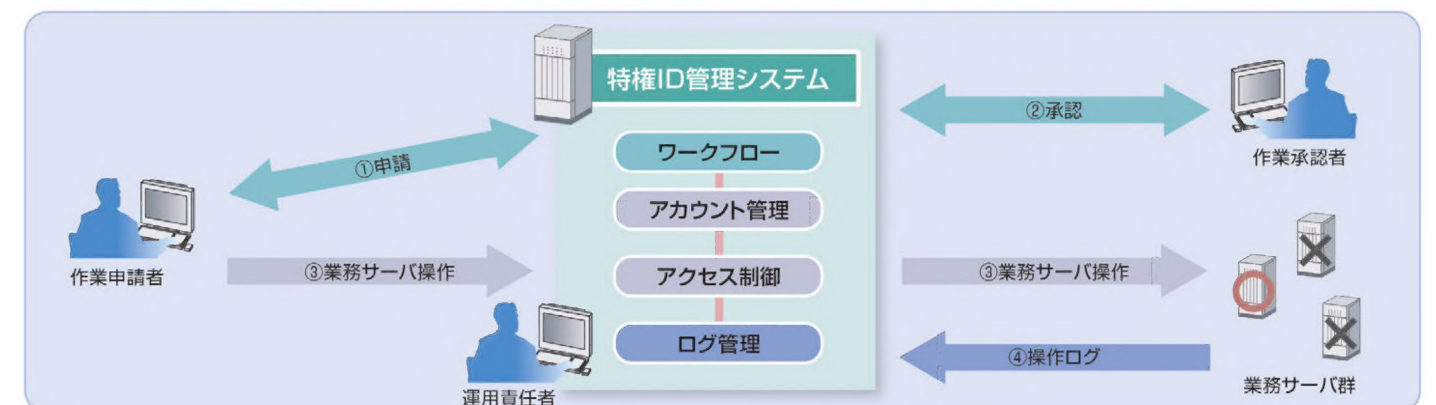 特権ID管理システム
②承認
ワークフロー
作業承認者
①申請
アカウント管理
作業申請者
③業務サーバ操作
アクセス制御
③業務サーバ操作
ログ管理
④操作ログ
業務サーバ群
運用責任者